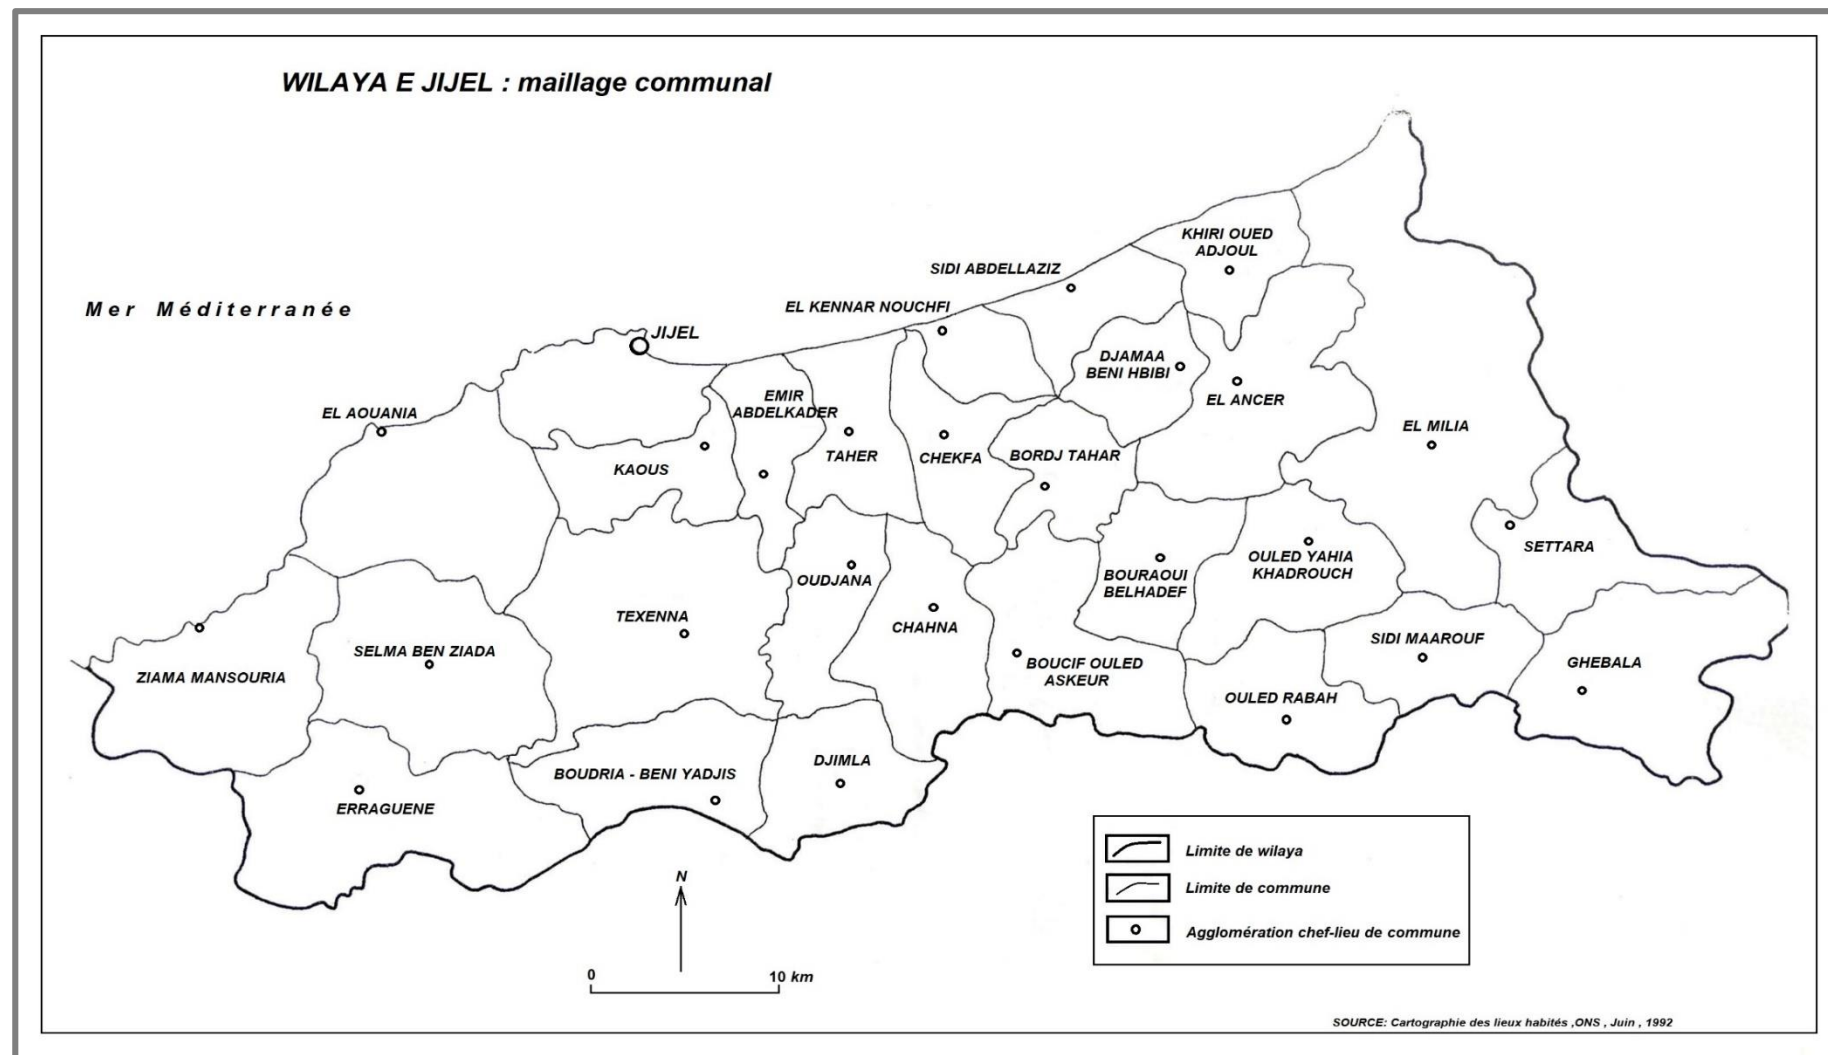 WILAYA E JIJEL : maillage communal
KHIRI OUED
ADJOUL
SIDI ABDELLAZIZ
Mer Méditerranée
EL KENNAR NOUCHFI
JIJEL
DJAMAA
BENI HBIBI
EMIR
ABDELKADER
EL AOUANIA
EL ANCER
EL MILIA
KAOUS
TAHER
CHEKFA
BORDJ TAHAR
SETTARA
OULED YAHIA
KHADROUCH
OUDJANA
BOURAOUI
BELHADEF
TEXENNA
CHAHNA
SIDI MAAROUF
SELMA BEN ZIADA
GHEBALA
ZIAMA MANSOURIA
BOUCIF OULED
ASKEUR
OULED RABAH
DJIMLA
BOUDRIA - BENI YADJIS
ERRAGUENE
Limite de wilaya
Limite de commune
Agglomération chef-lieu de commune
N
0 10 km
SOURCE: Cartographie des lieux habités ,ONS , Juin , 1992